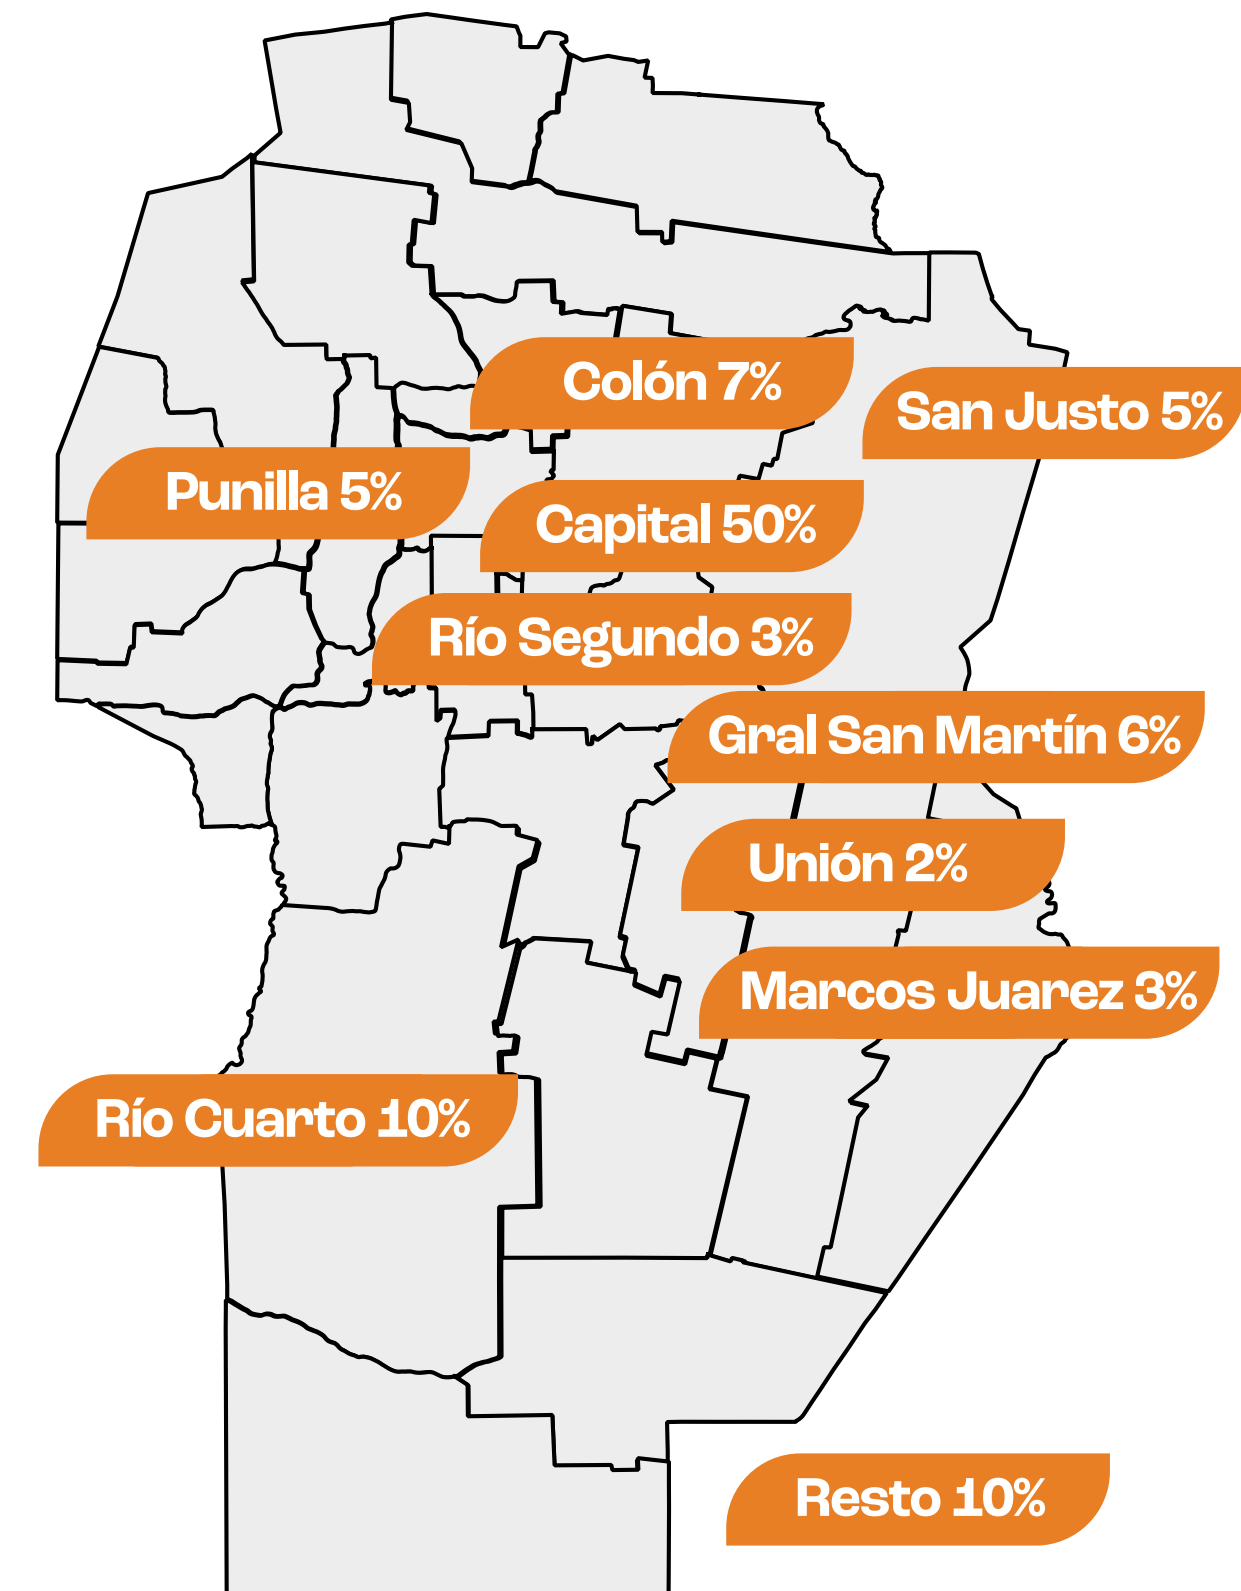 Colón 7%
San Justo 5%
Punilla 5%
Capital 50%
Río Segundo 3%
Gral San Martín 6%
Unión 2%
Marcos Juarez 3%
Río Cuarto 10%
Resto 10%